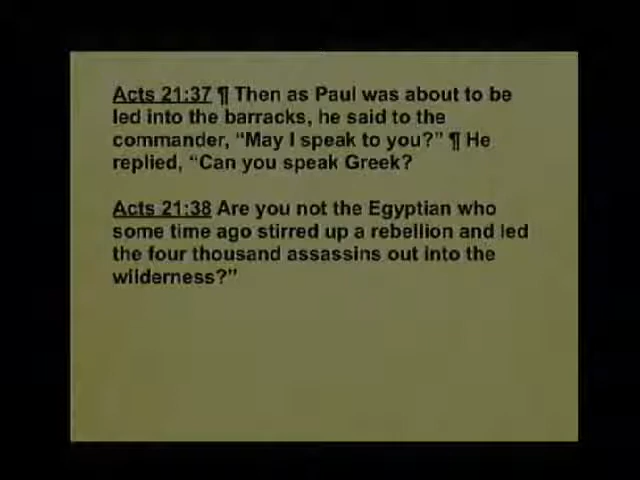 Acts 21:37 ¶ Then as Paul was about to be
led into the barracks, he said to the
commander, “May I speak to you?” ¶ He
replied, “Can you speak Greek?
Acts 21:38 Are you not the Egyptian who
some time ago stirred up a rebellion and led
the four thousand assassins out into the
wilderness?”